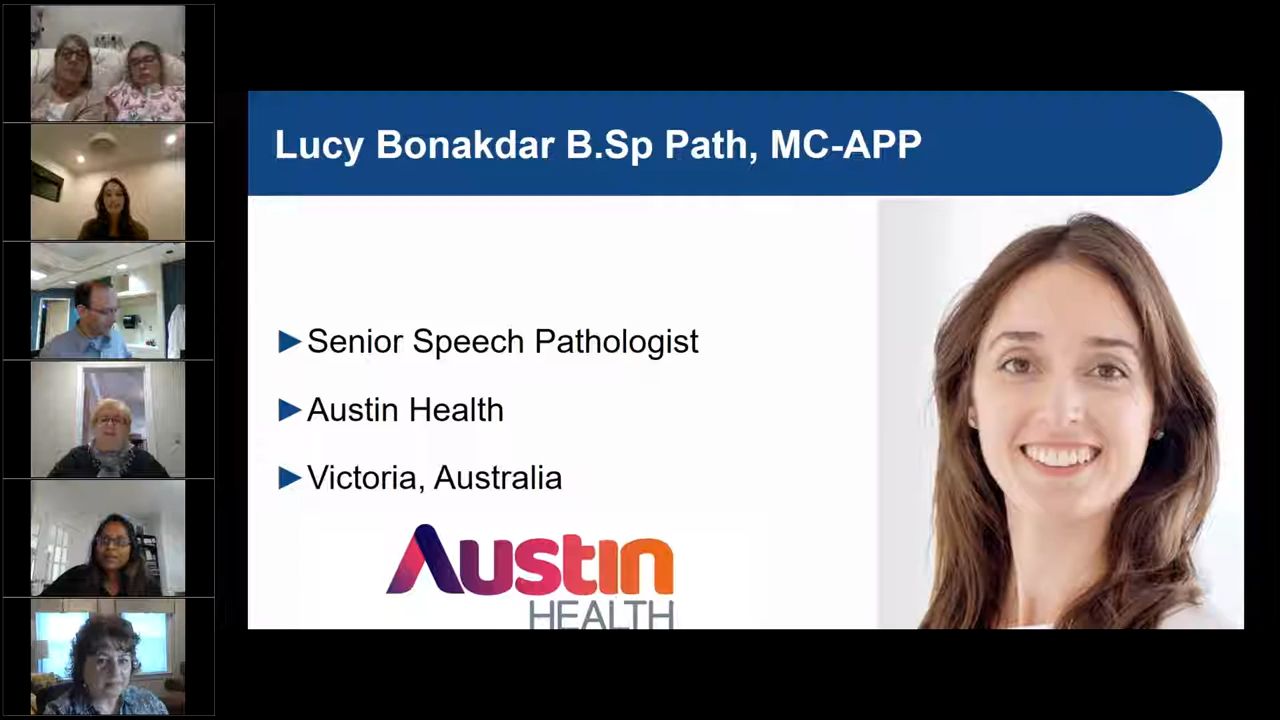 Lucy Bonakdar B.Sp Path, MC-APP
Senior Speech Pathologist
Austin Health
Victoria, Australia
Austin
HEALTH